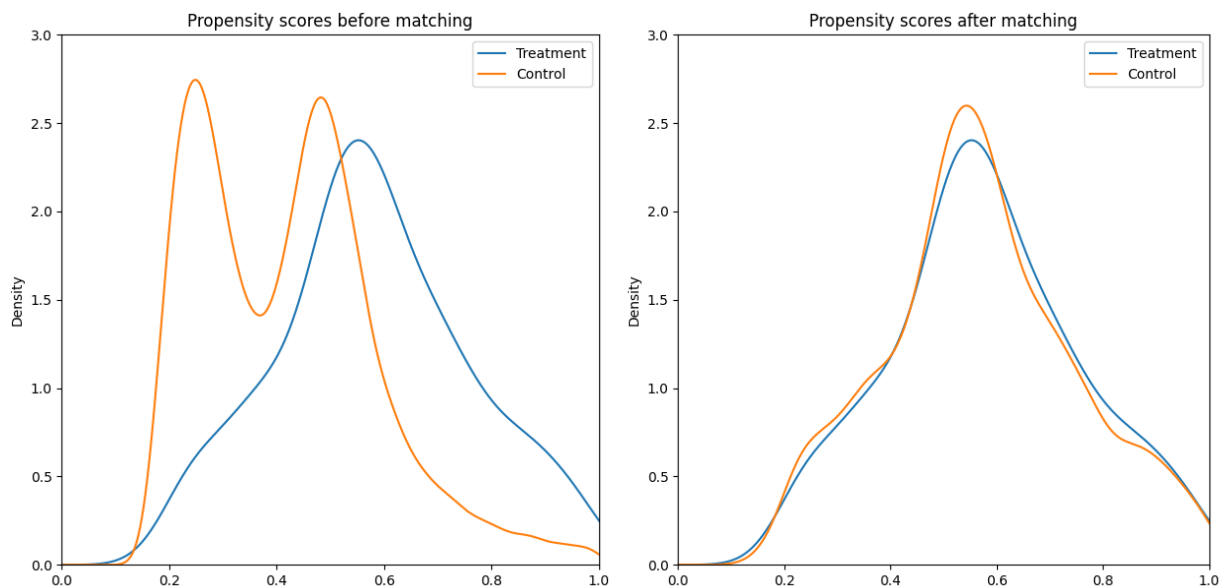 Propensity scores before matching
3.0
2.5
2.0
1.5
1.0
0.5
0.0
Density
0.0 0.2 0.4 0.6 0.8 1.0
Treatment
Control
Propensity scores after matching
3.0
2.5
2.0
1.5
1.0
0.5
0.0
Density
0.0 0.2 0.4 0.6 0.8 1.0
Treatment
Control